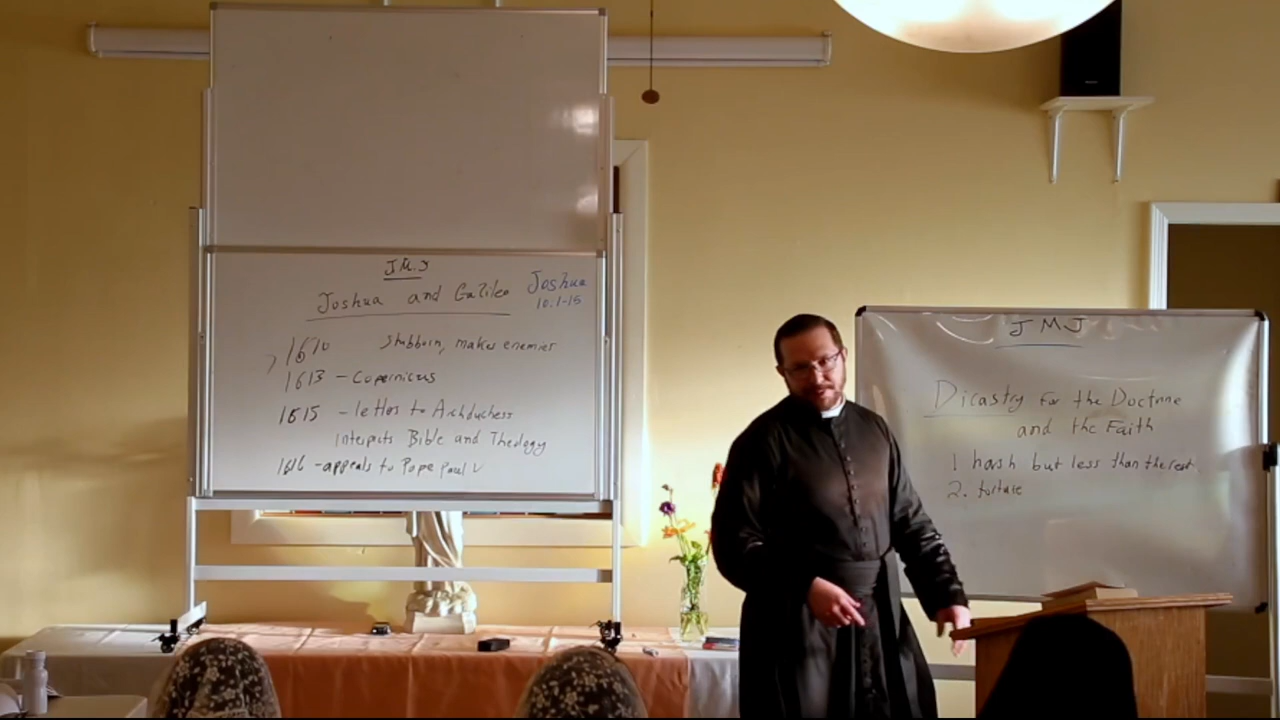 J.M.J
Joshua and Galileo
Joshua
10.1-15
1610 stubborn, makes enemies
1613 - Copernicus
1615 - letters to Archduchess
Interprets Bible and Theology
1616 - appeals to Pope Paul V
JMJ
Dicastry for the Doctrine
and the Faith
1 harsh but less than the rest
2. torture